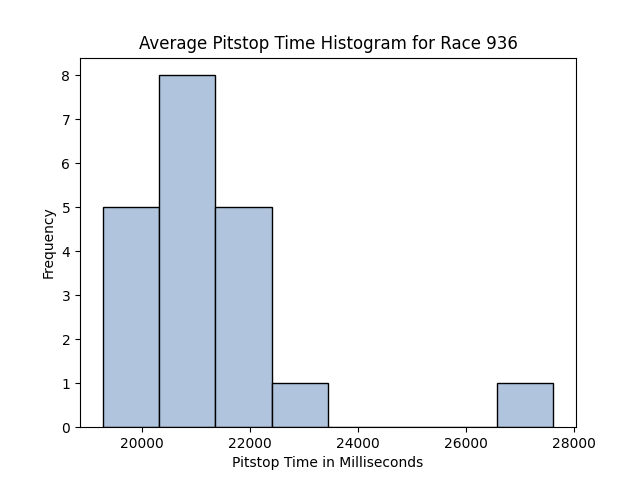 Average Pitstop Time Histogram for Race 936
8
7
6
5
4
3
2
1
0
Frequency
20000 22000 24000 26000 28000
Pitstop Time in Milliseconds